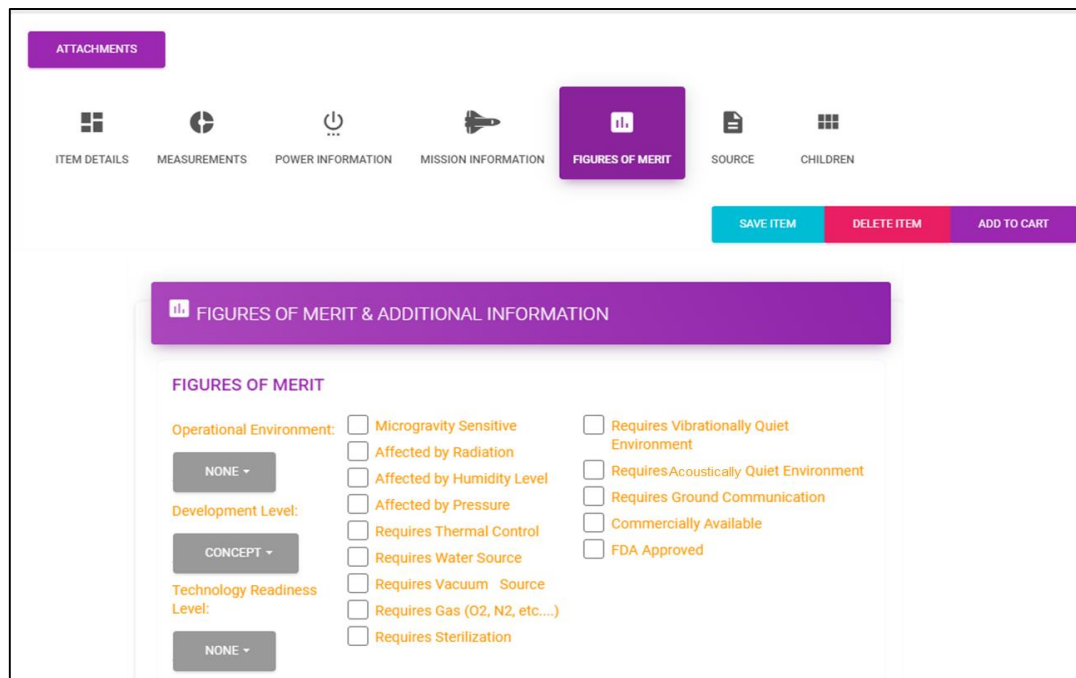 ATTACHMENTS
ITEM DETAILS
MEASUREMENTS
POWER INFORMATION
MISSION INFORMATION
FIGURES OF MERIT
SOURCE
CHILDREN
SAVE ITEM
DELETE ITEM
ADD TO CART
FIGURES OF MERIT & ADDITIONAL INFORMATION
FIGURES OF MERIT
Operational Environment:
NONE
Development Level:
CONCEPT
Technology Readiness
Level:
NONE
Microgravity Sensitive
Affected by Radiation
Affected by Humidity Level
Affected by Pressure
Requires Thermal Control
Requires Water Source
Requires Vacuum Source
Requires Gas (O2, N2, etc....)
Requires Sterilization
Requires Vibrationally Quiet
Environment
Requires Acoustically Quiet Environment
Requires Ground Communication
Commercially Available
FDA Approved